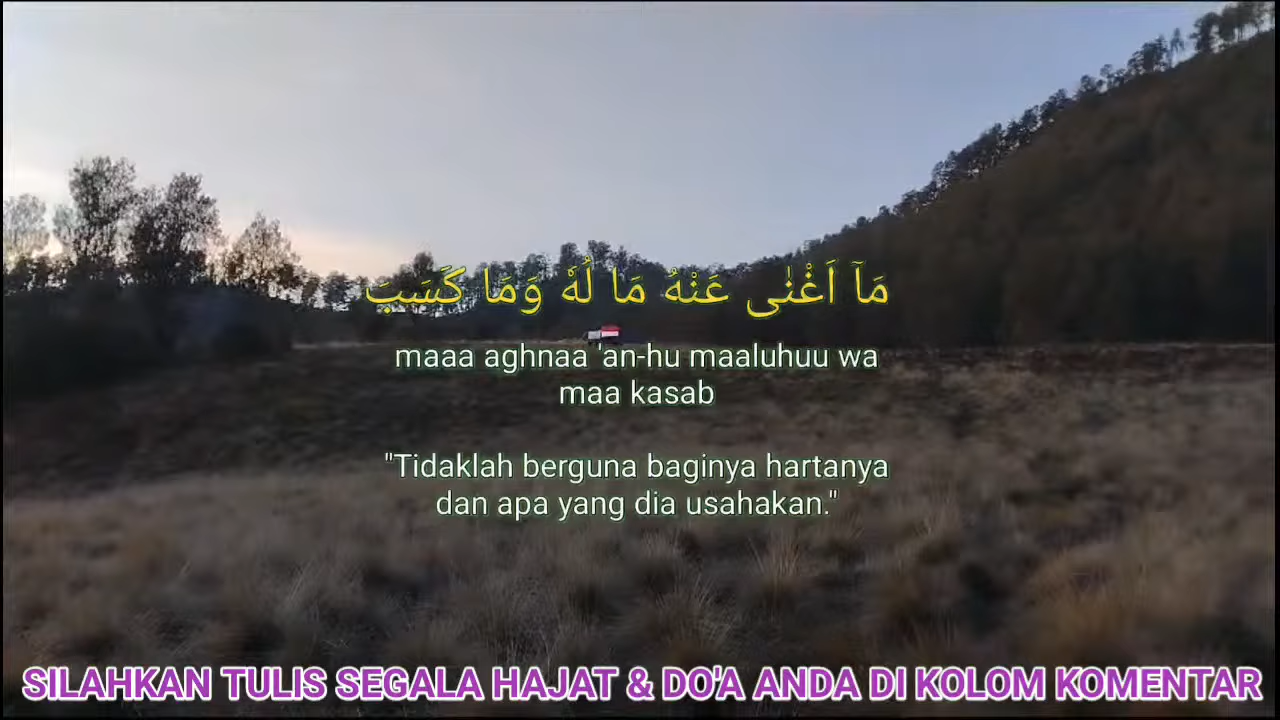 مَآ اَغْنٰى عَنْهُ مَا لُهٗ وَمَا كَسَبَ
maaa aghnaa 'an-hu maaluhuu wa
maa kasab
"Tidaklah berguna baginya hartanya
dan apa yang dia usahakan."
SILAHKAN TULIS SEGALA HAJAT & DO'A ANDA DI KOLOM KOMENTAR